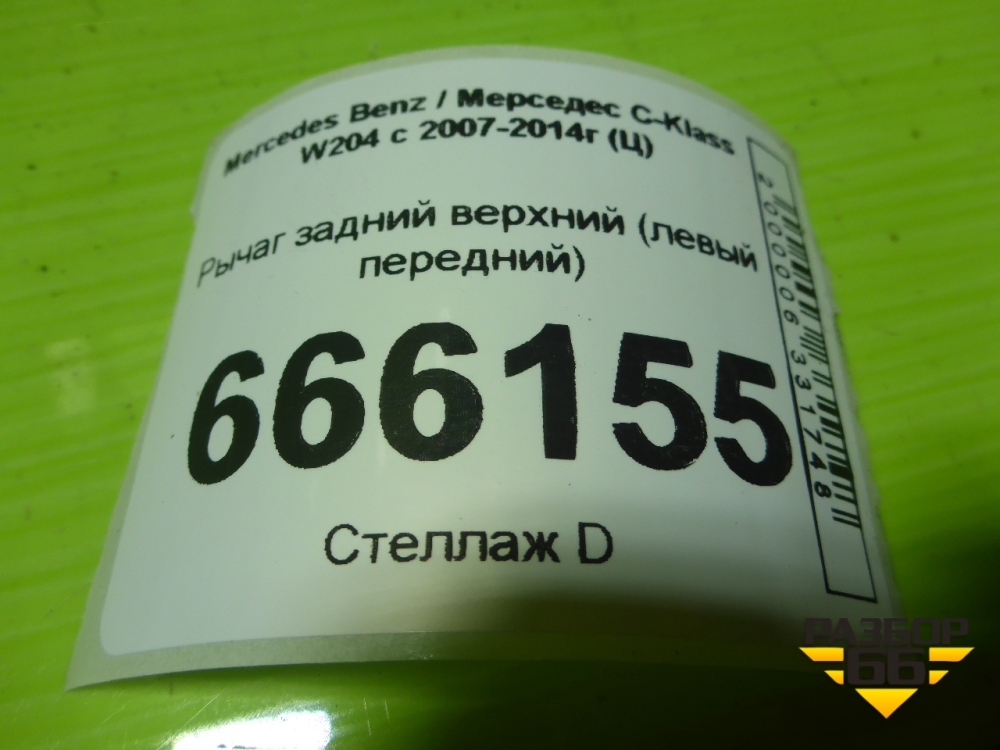 Mercedes Benz / Мерседес C-Klass
W204 с 2007-2014г (Ц)
Рычаг задний верхний (левый
передний)
666155
Стеллаж D
2000006331748
РАЗБОР
66